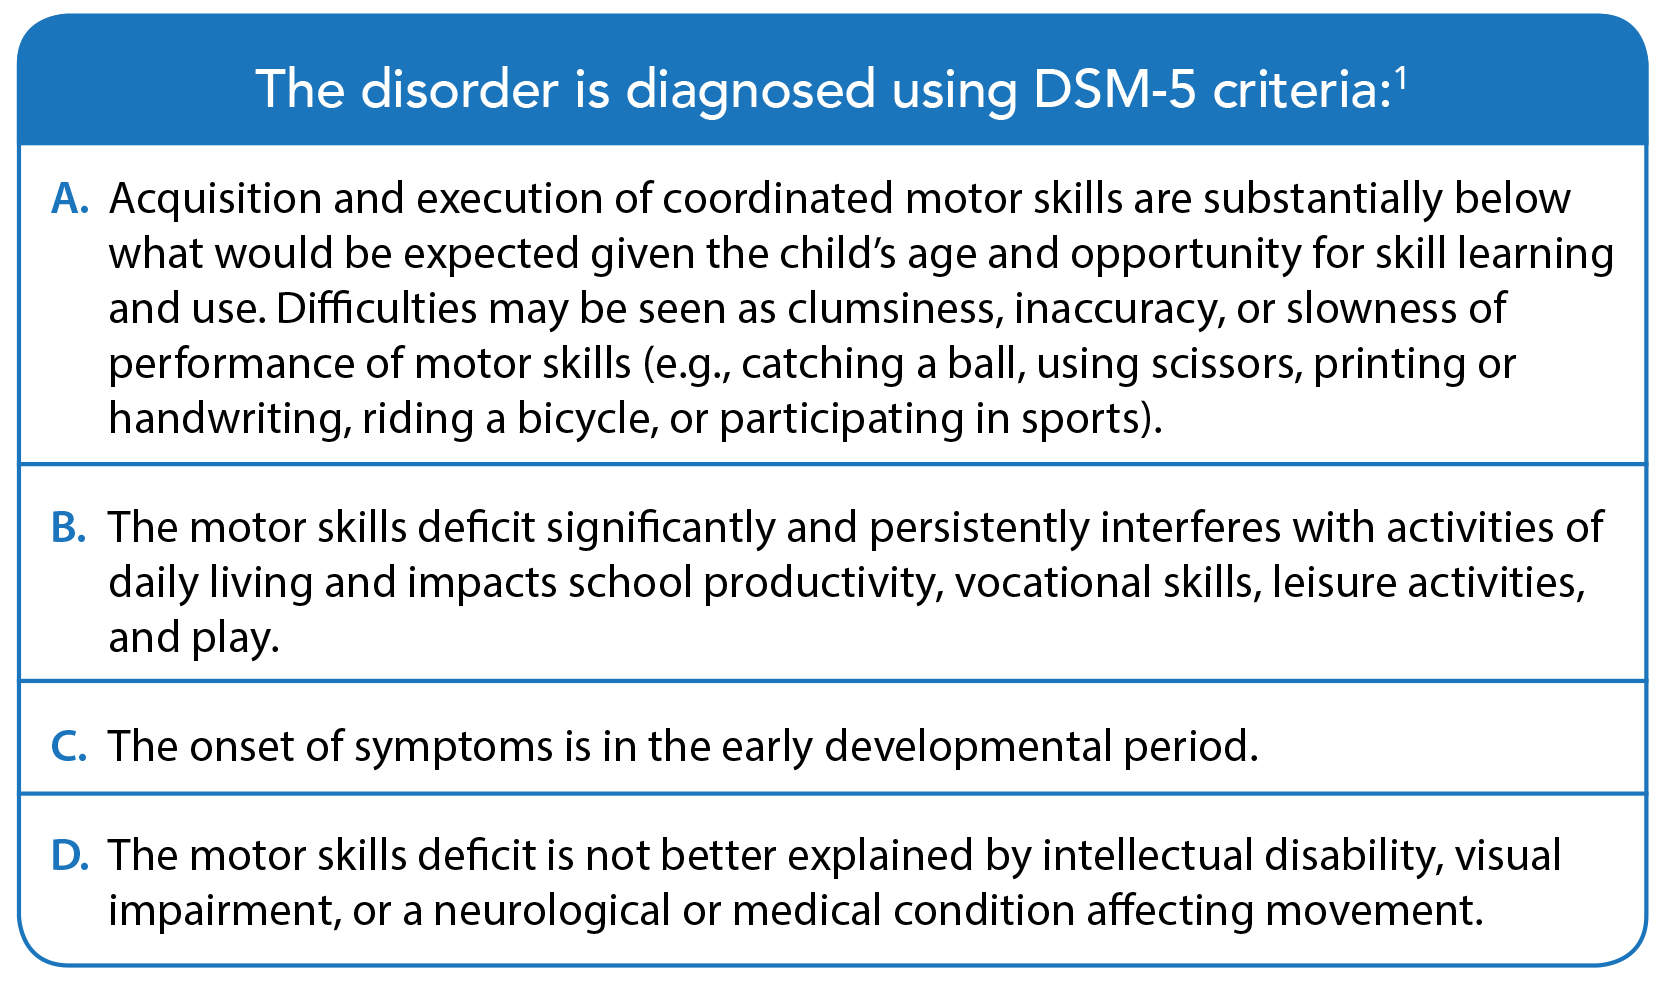 The disorder is diagnosed using DSM-5 criteria:¹
A. Acquisition and execution of coordinated motor skills are substantially below
what would be expected given the child’s age and opportunity for skill learning
and use. Difficulties may be seen as clumsiness, inaccuracy, or slowness of
performance of motor skills (e.g., catching a ball, using scissors, printing or
handwriting, riding a bicycle, or participating in sports).
B. The motor skills deficit significantly and persistently interferes with activities of
daily living and impacts school productivity, vocational skills, leisure activities,
and play.
C. The onset of symptoms is in the early developmental period.
D. The motor skills deficit is not better explained by intellectual disability, visual
impairment, or a neurological or medical condition affecting movement.